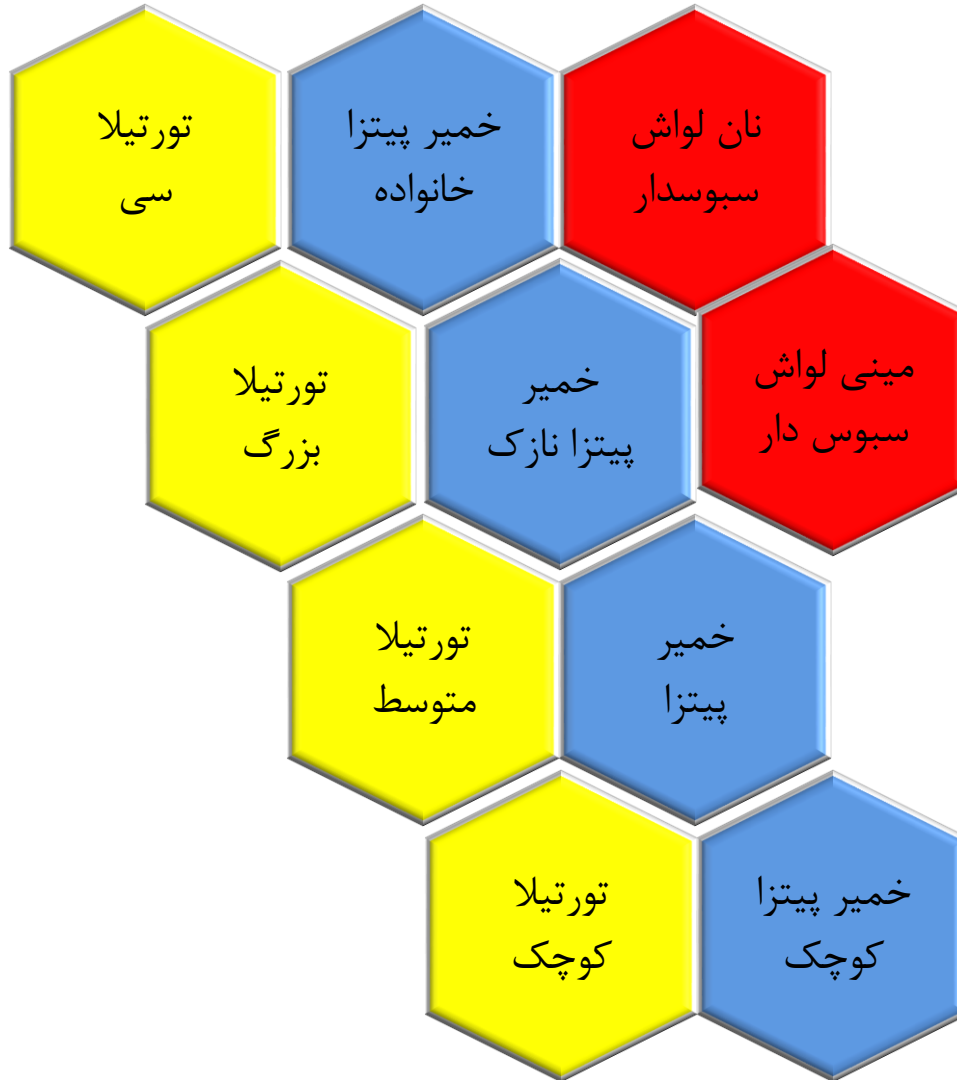 نان لواش
سبوسدار
خمیر پیتزا
خانواده
تورتیلا
سی
مینی لواش
سبوس دار
خمیر
پیتزا نازک
تورتیلا
بزرگ
خمیر
پیتزا
تورتیلا
متوسط
خمیر پیتزا
کوچک
تورتیلا
کوچک